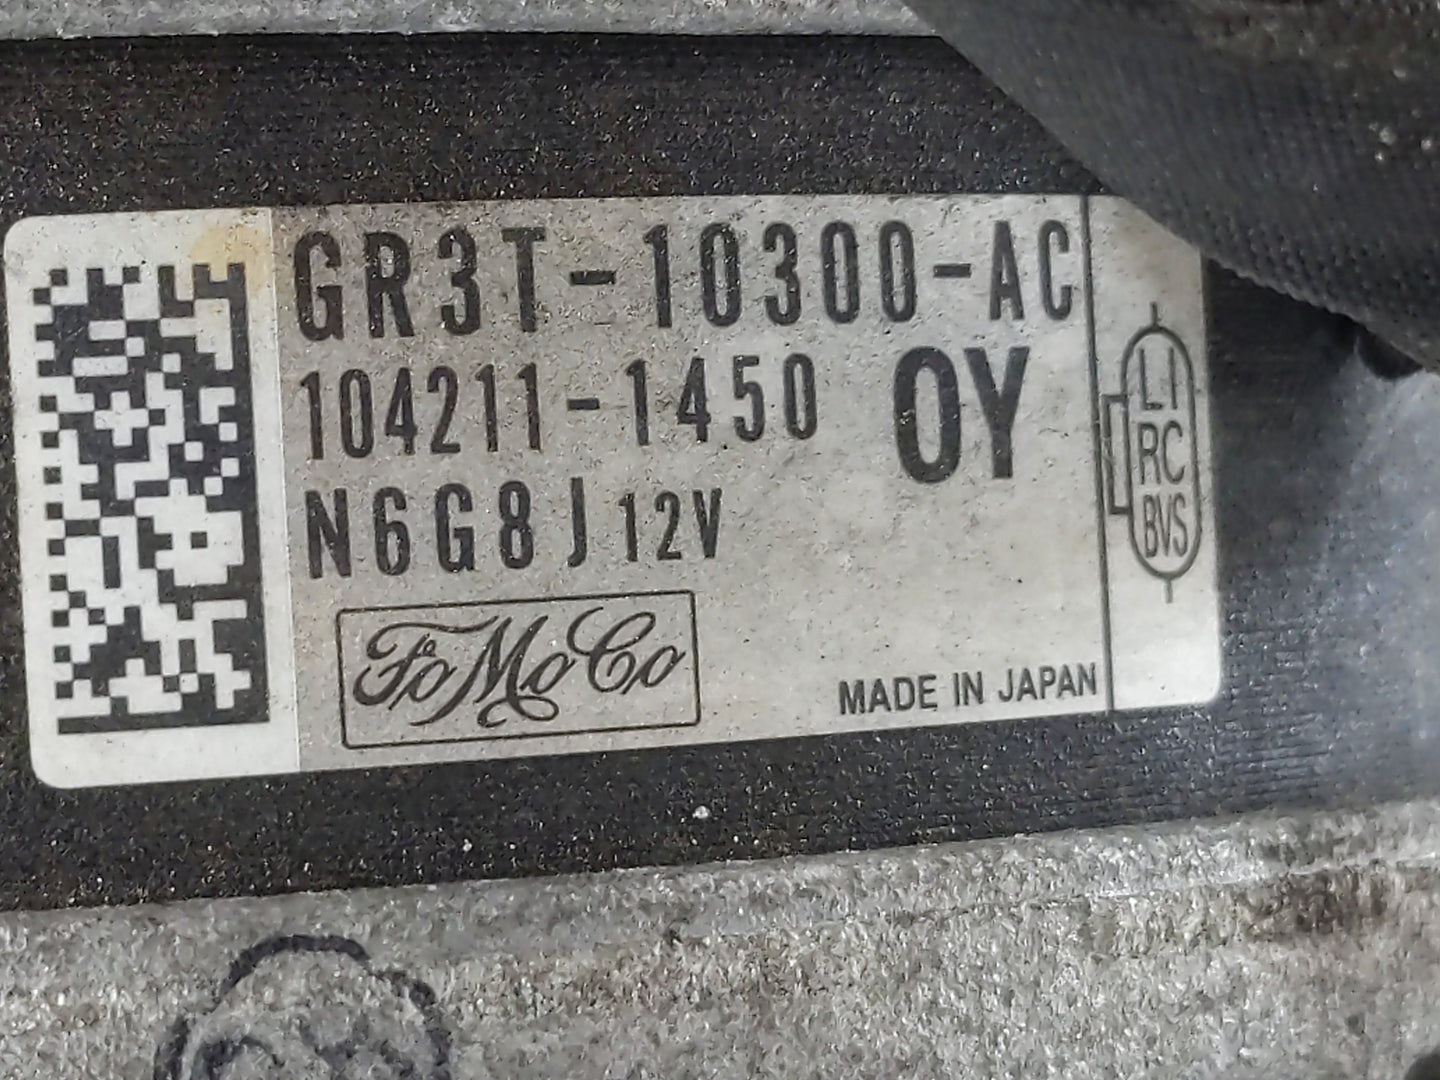 GR3T-10300-AC
104211-1450 OY
N6G8J 12V
FoMoCo
MADE IN JAPAN
LI
RC
BVS